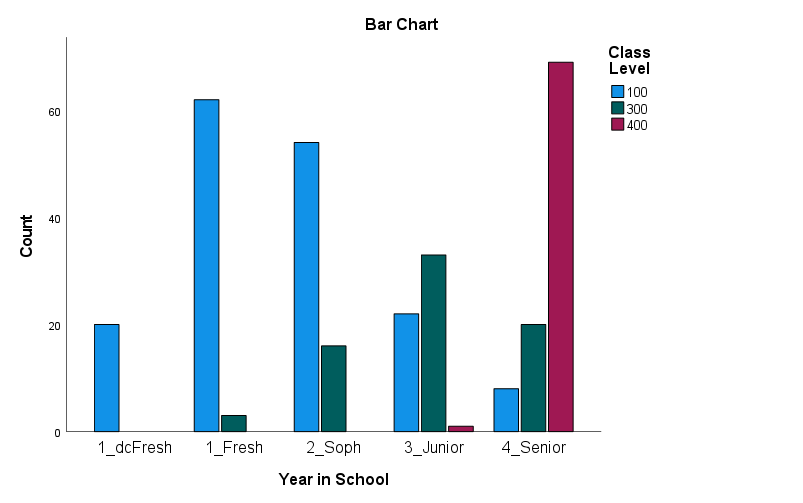 Bar Chart
Class
Level
100
300
400
60
40
20
0
Count
1_dcFresh 1_Fresh 2_Soph 3_Junior 4_Senior
Year in School